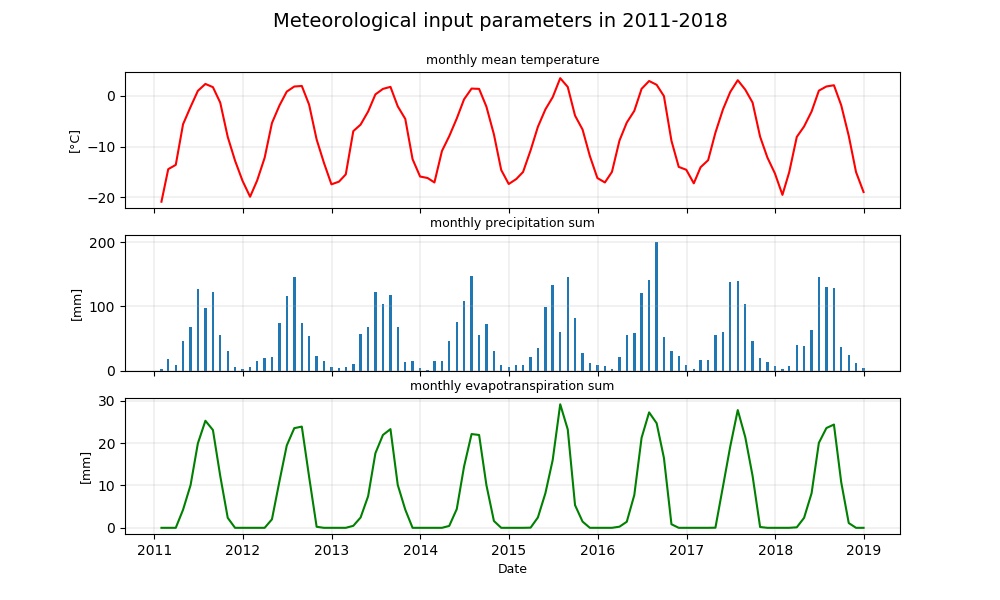 Meteorological input parameters in 2011-2018
monthly mean temperature
0
−10
−20
[°C]
monthly precipitation sum
200
100
0
[mm]
monthly evapotranspiration sum
30
20
10
0
[mm]
2011 2012 2013 2014 2015 2016 2017 2018 2019
Date